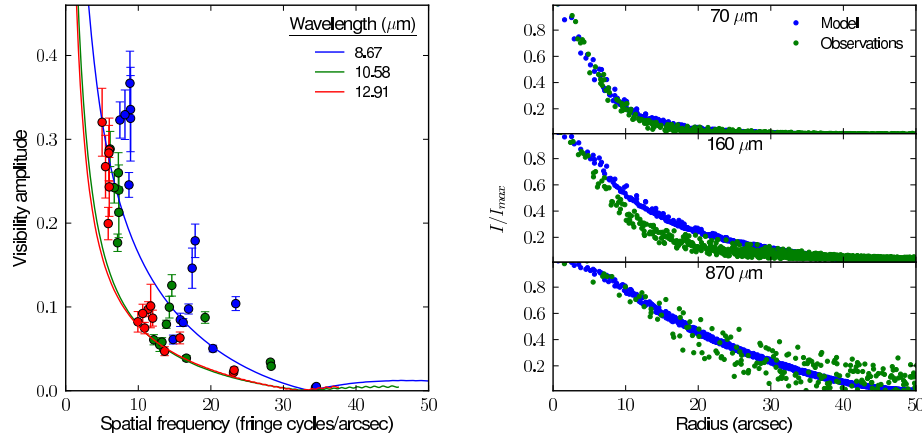 Wavelength (μm)
8.67
10.58
12.91
Visibility amplitude
0.4
0.3
0.2
0.1
0.0
0 10 20 30 40 50
Spatial frequency (fringe cycles/arcsec)
70 μm
Model
Observations
0.8
0.6
0.4
0.2
160 μm
0.8
0.6
0.4
0.2
I/I_max
870 μm
0.8
0.6
0.4
0.2
0 10 20 30 40 50
Radius (arcsec)